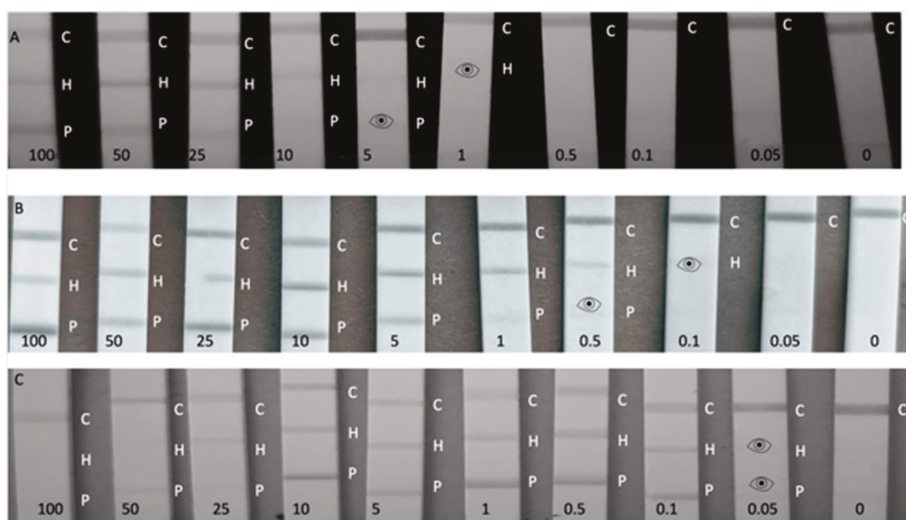 A C C C C C C C C C C
H H H H H H
P P P P P
100 50 25 10 5 1 0.5 0.1 0.05 0
B C C C C C C C C C C
H H H H H H H H
P P P P P P P
100 50 25 10 5 1 0.5 0.1 0.05 0
C C C C C C C C C C C
H H H H H H H H H
P P P P P P P P P
100 50 25 10 5 1 0.5 0.1 0.05 0